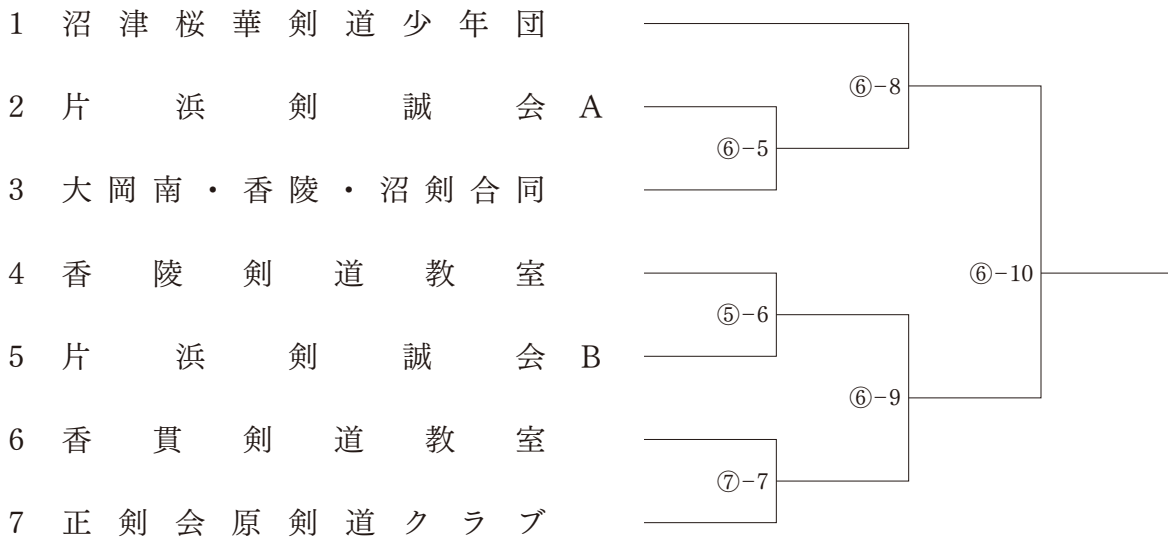 1 沼津桜華剣道少年団
⑥-8
2 片浜剣誠会 A
⑥-5
3 大岡南・香陵・沼剣合同
4 香陵剣道教室
⑥-10
⑤-6
5 片浜剣誠会 B
⑥-9
6 香貫剣道教室
⑦-7
7 正剣会原剣道クラブ